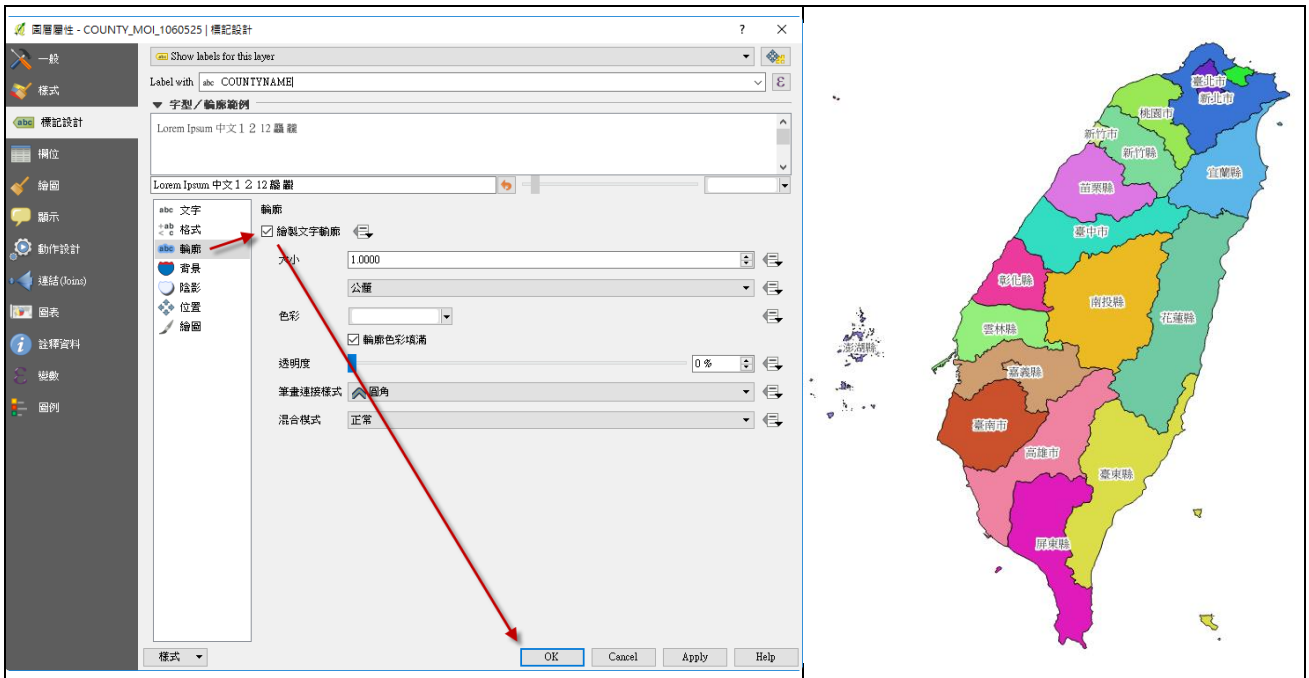 圖層屬性 - COUNTY_MOI_1060525 | 標記設計
? ×
一般
樣式
abc 標記設計
欄位
繪圖
顯示
動作設計
連結(Joins)
圖表
詮釋資料
變數
圖例
abc Show labels for this layer
Label with abc COUNTYNAME ε
字型／輪廓範例
Lorem Ipsum 中文 1 2 12
Lorem Ipsum 中文 1 2 12
abc 文字
+ab < c 格式
abc 輪廓
背景
陰影
位置
繪圖
輪廓
繪製文字輪廓
大小 1.0000
公釐
色彩
輪廓色彩填滿
透明度 0 %
筆畫連接樣式 圓角
混合模式 正常
樣式
OK Cancel Apply Help
臺北市
新北市
桃園市
新竹市
新竹縣
宜蘭縣
苗栗縣
臺中市
彰化縣
南投縣
花蓮縣
雲林縣
澎湖縣
嘉義縣
臺南市
高雄市
臺東縣
屏東縣